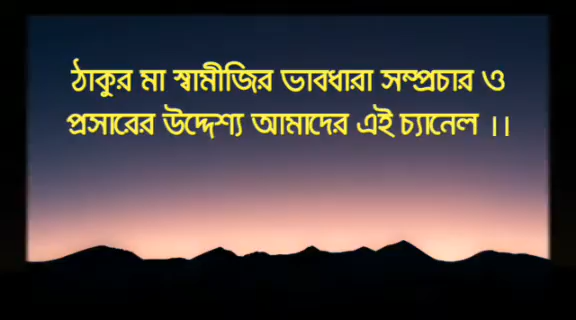 ঠাকুর মা স্বামীজির ভাবধারা সম্প্রচার ও
প্রসারের উদ্দেশ্য আমাদের এই চ্যানেল ।।